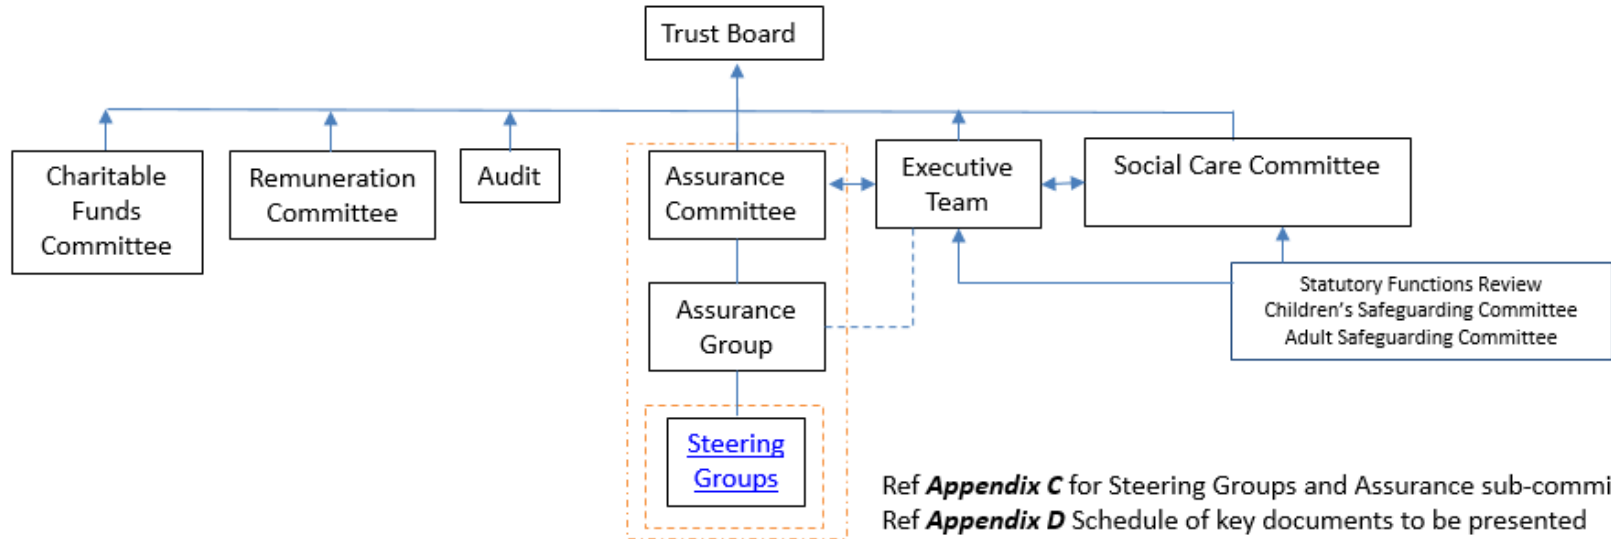 Trust Board
Charitable
Funds
Committee
Remuneration
Committee
Audit
Assurance
Committee
Executive
Team
Social Care Committee
Assurance
Group
Statutory Functions Review
Children's Safeguarding Committee
Adult Safeguarding Committee
Steering
Groups
Ref Appendix C for Steering Groups and Assurance sub-commi
Ref Appendix D Schedule of key documents to be presented